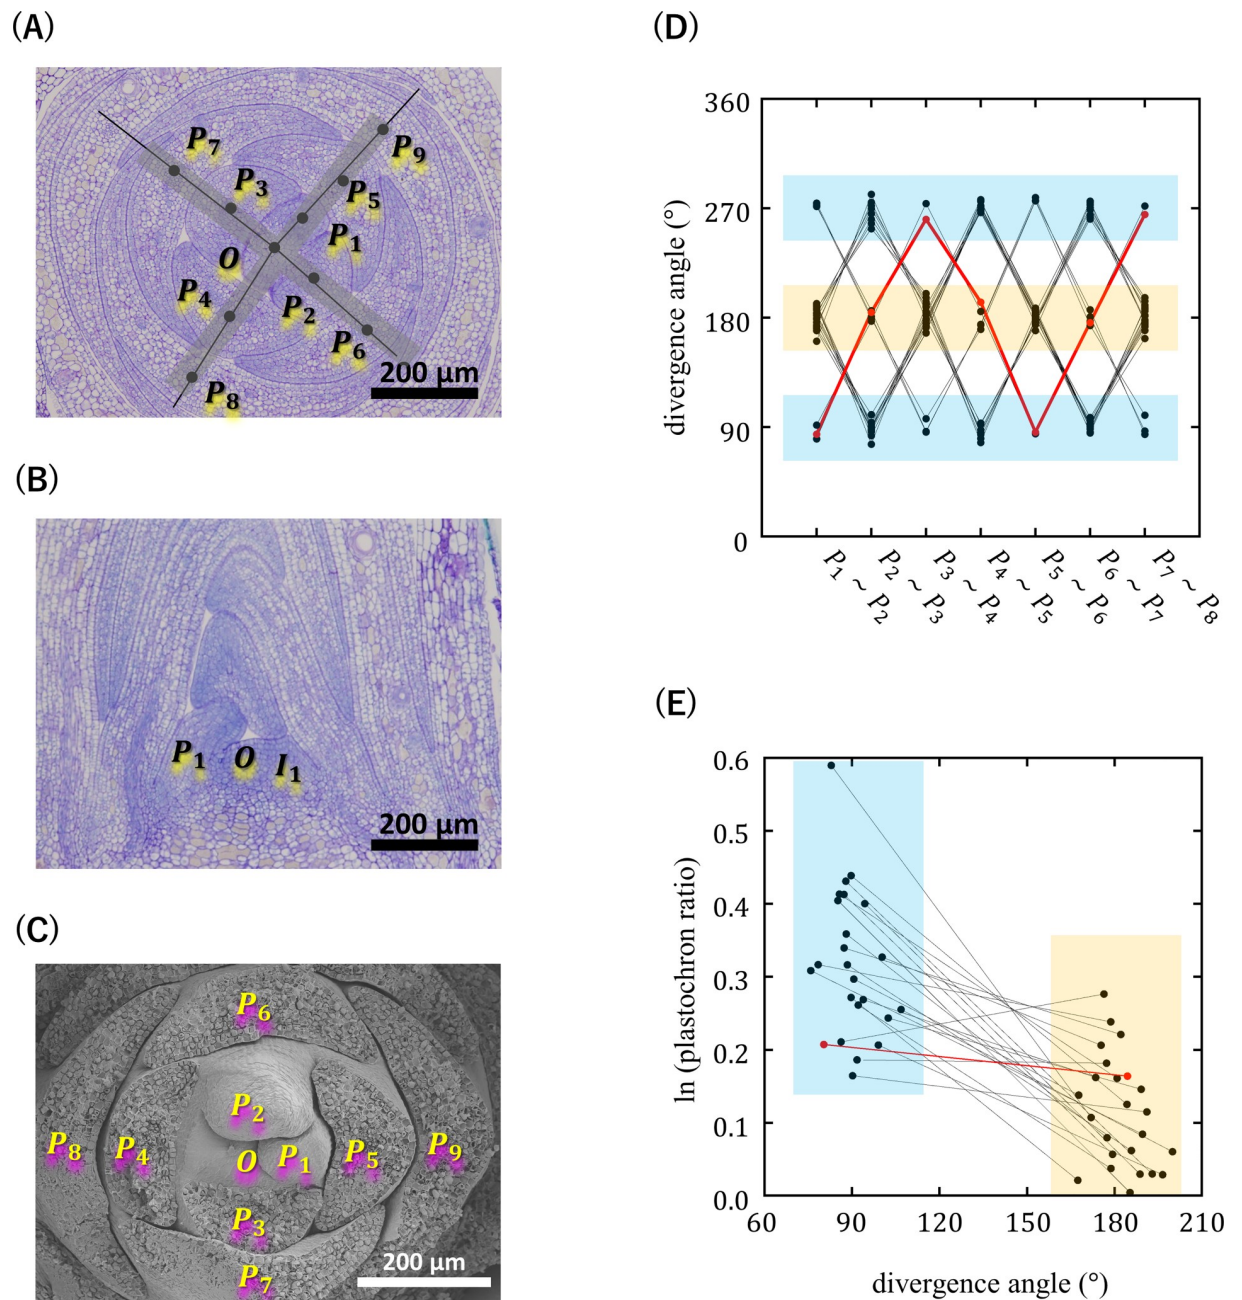 (A)
P7
P3
P9
P5
P1
O
P4
P2
P6
P8
200 μm
(B)
P1 O I1
200 μm
(C)
P6
P2
P8 P4 O P1 P5 P9
P3
P7
200 μm
(D)
divergence angle (°)
360
270
180
90
0
P1 ~ P2
P2 ~ P3
P3 ~ P4
P4 ~ P5
P5 ~ P6
P6 ~ P7
P7 ~ P8
(E)
ln (plastochron ratio)
0.6
0.5
0.4
0.3
0.2
0.1
0.0
60 90 120 150 180 210
divergence angle (°)